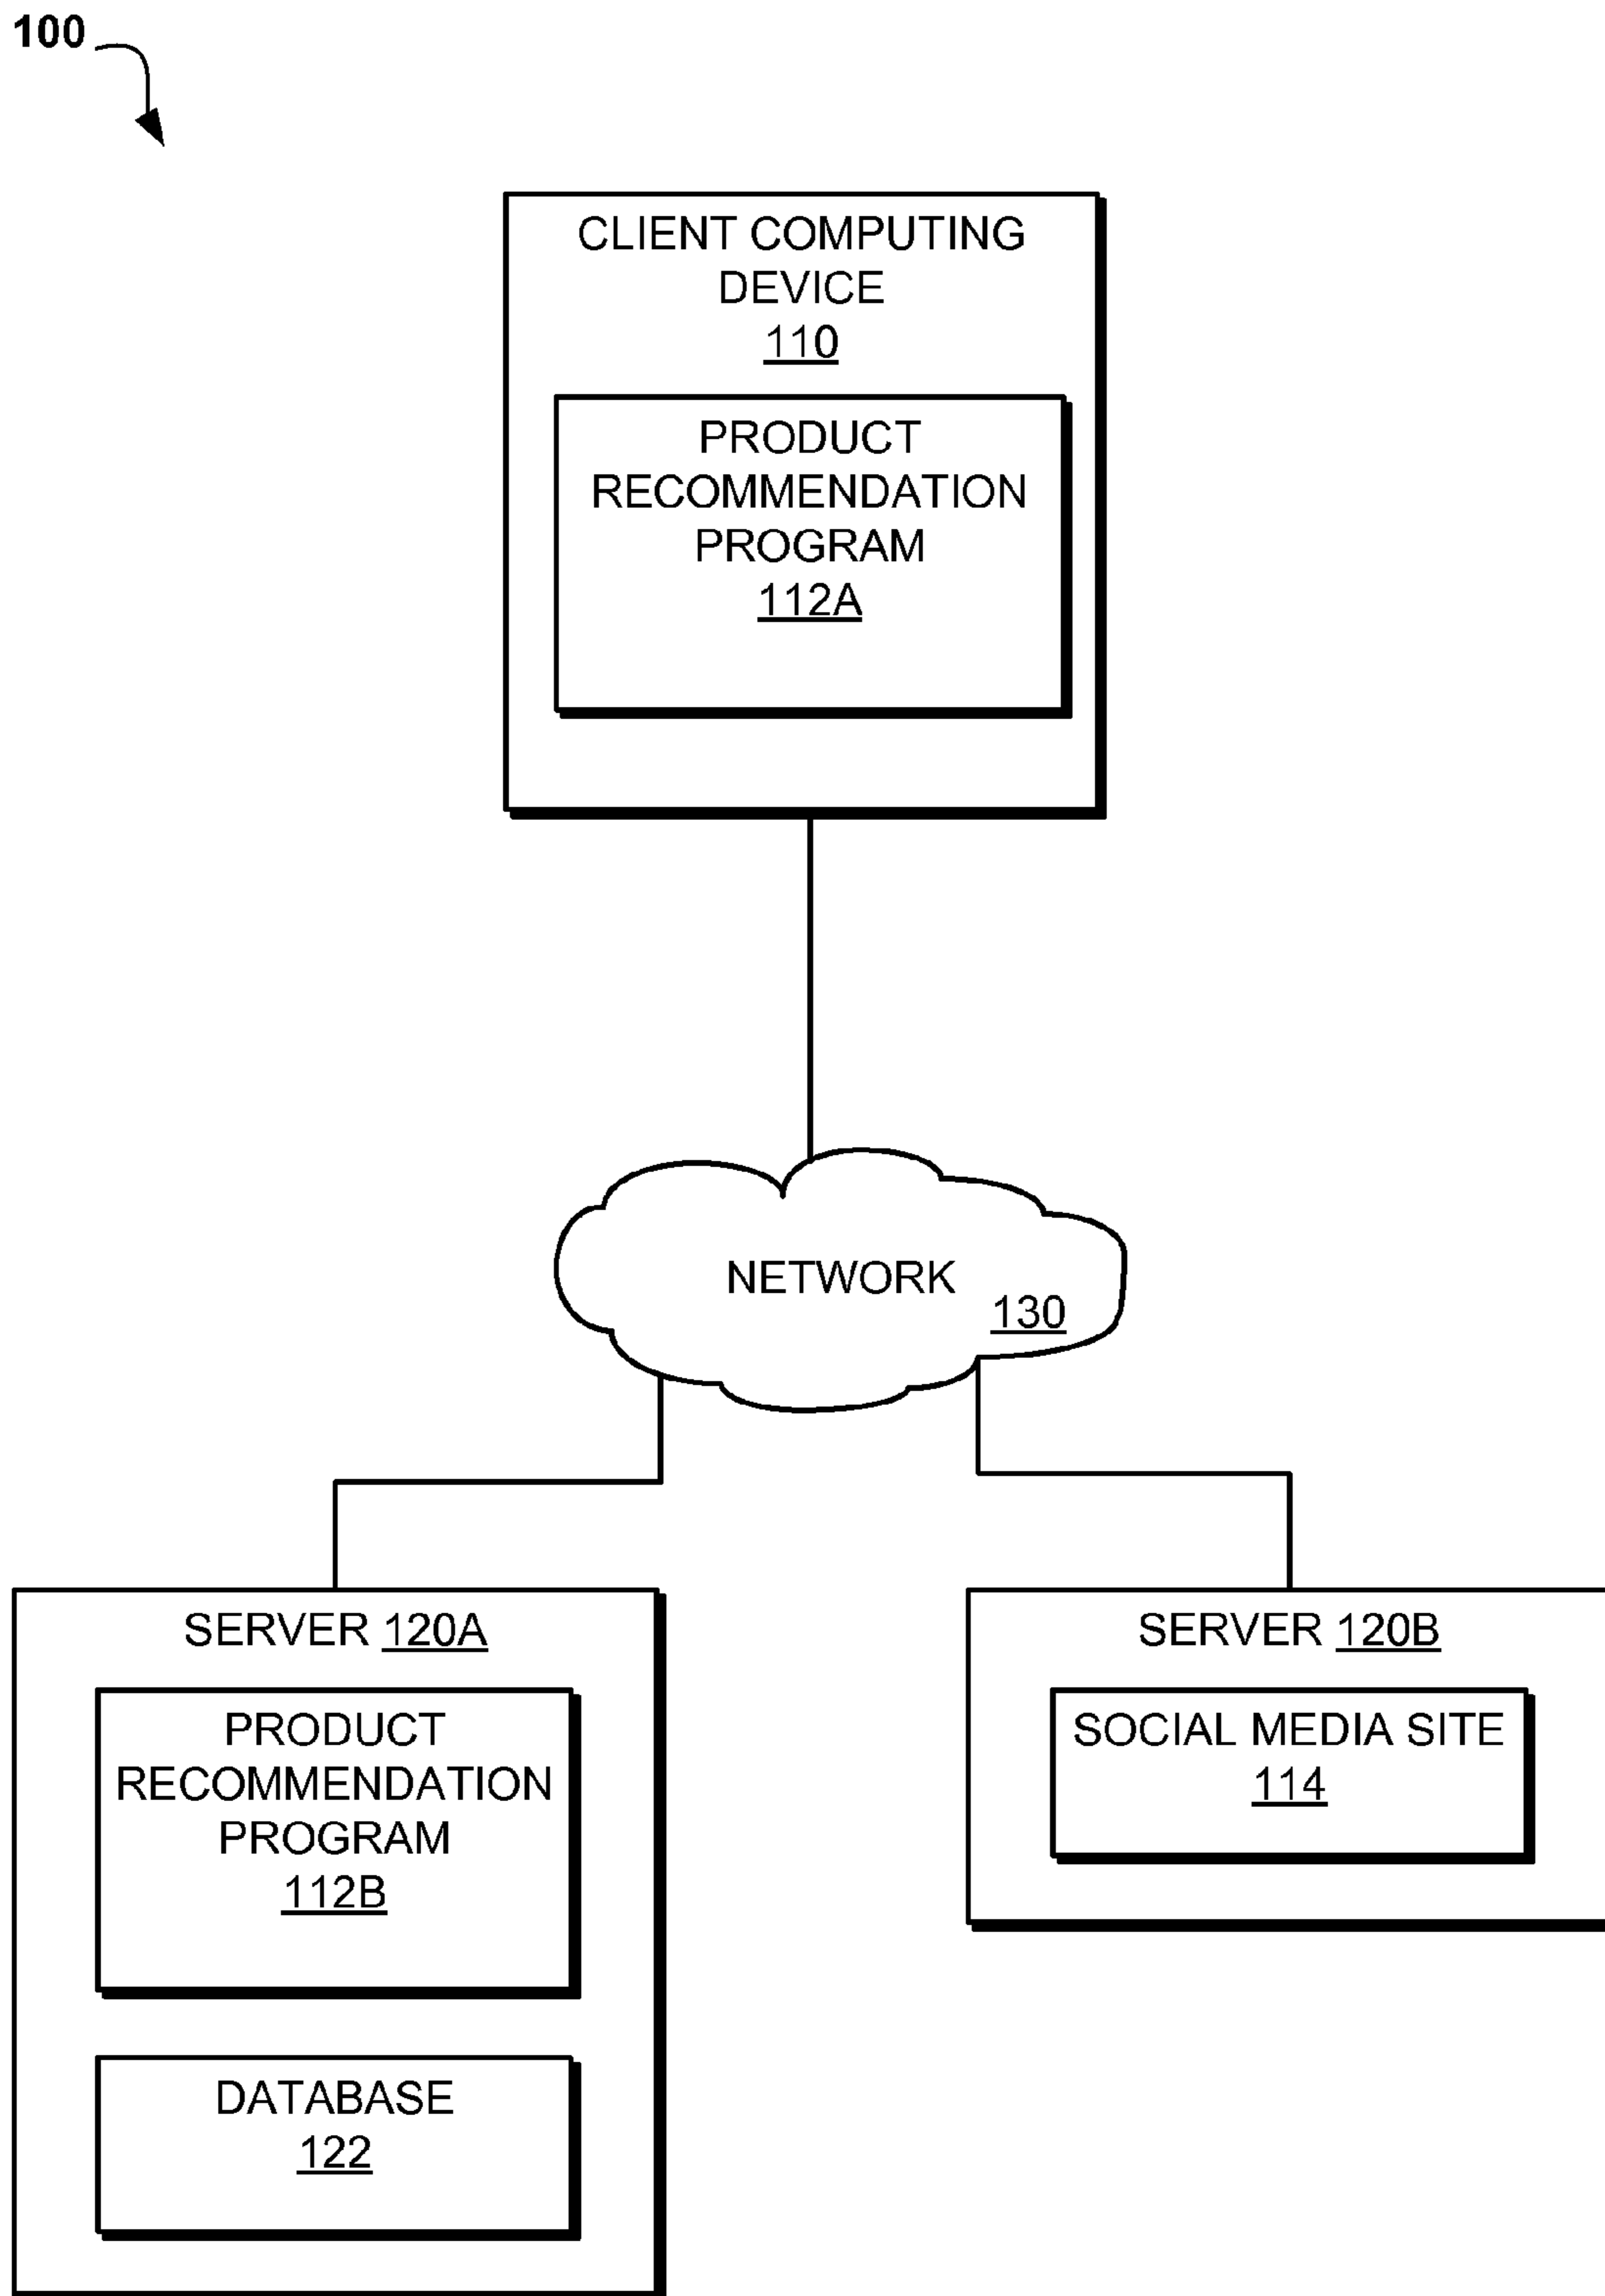 100
CLIENT COMPUTING
DEVICE
110
PRODUCT
RECOMMENDATION
PROGRAM
112A
NETWORK
130
SERVER 120A
PRODUCT
RECOMMENDATION
PROGRAM
112B
DATABASE
122
SERVER 120B
SOCIAL MEDIA SITE
114